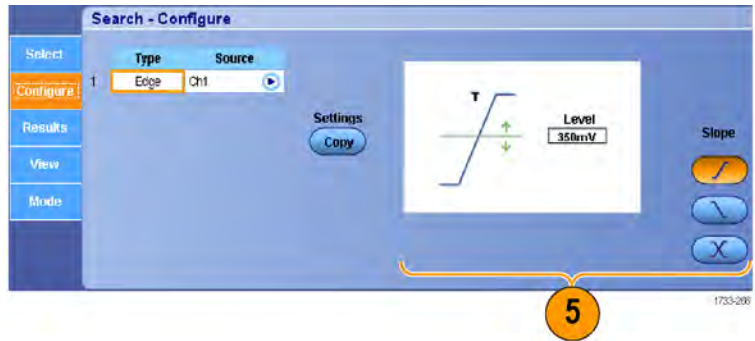 Search - Configure
Select
Configure
Results
View
Mode
Type Source
1 Edge Ch1
Settings
Copy
T
Level
350mV
Slope
5
1733-266